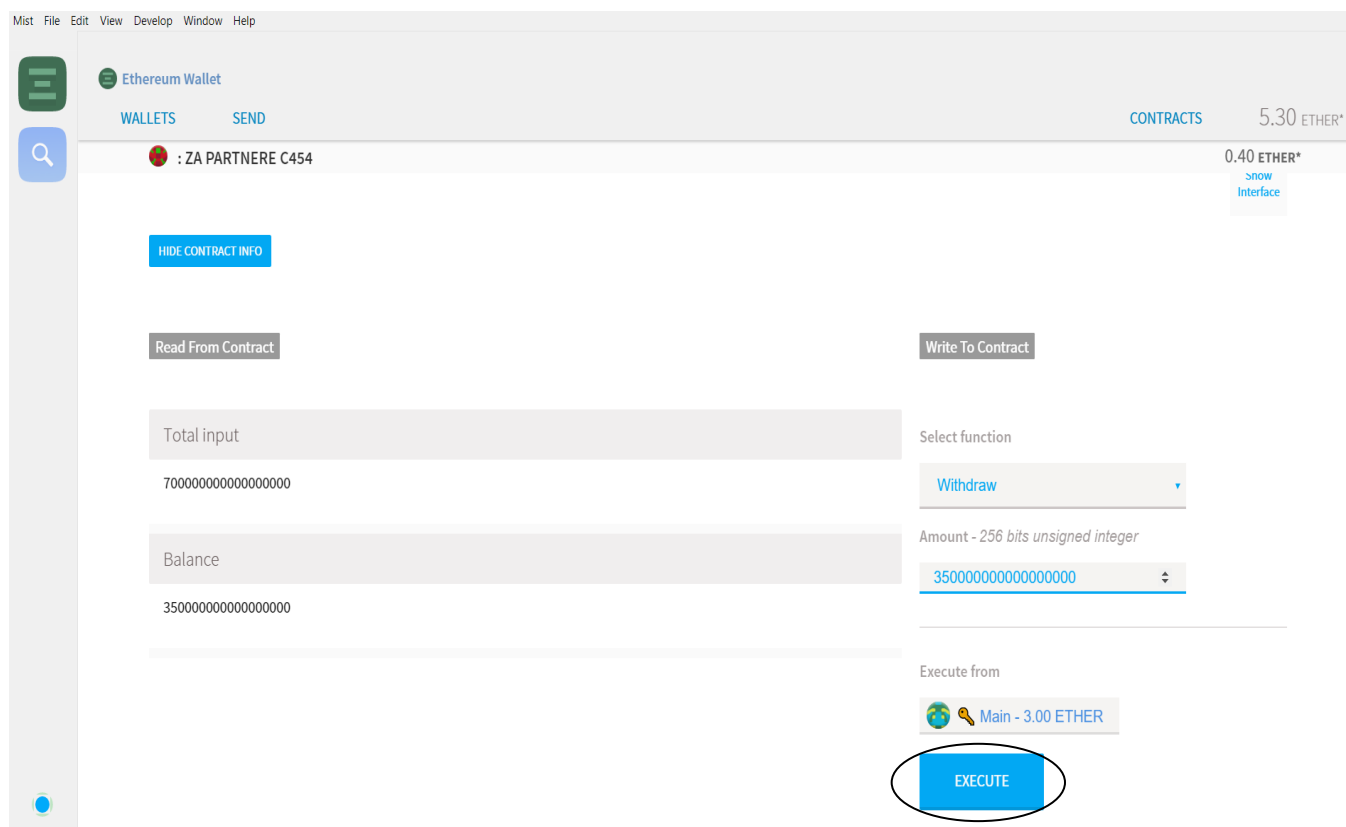 Mist File Edit View Develop Window Help
Ethereum Wallet
WALLETS SEND CONTRACTS 5.30 ETHER*
: ZA PARTNERE C454 0.40 ETHER*
Show
Interface
HIDE CONTRACT INFO
Read From Contract
Total input
700000000000000000
Balance
350000000000000000
Write To Contract
Select function
Withdraw
Amount - 256 bits unsigned integer
350000000000000000
Execute from
Main - 3.00 ETHER
EXECUTE